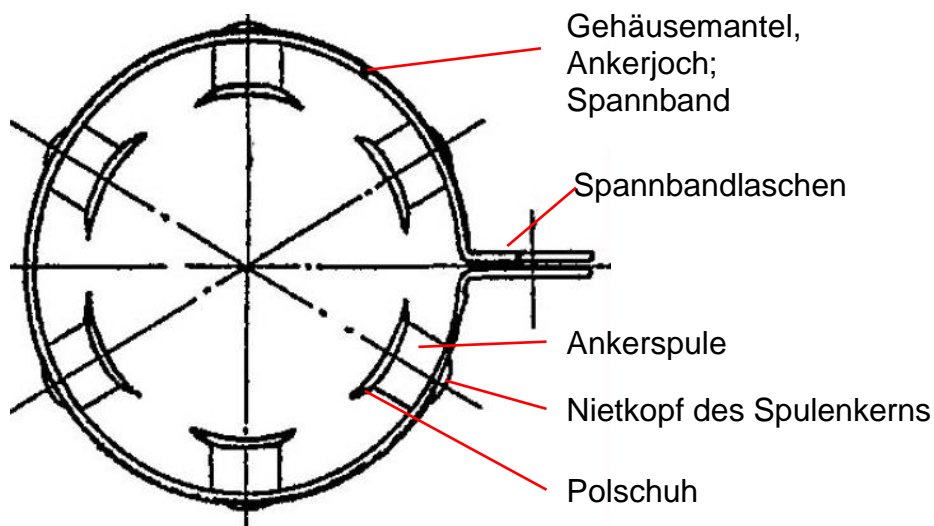 Gehäusemantel,
Ankerjoch;
Spannband
Spannbandlaschen
Ankerspule
Nietkopf des Spulenkerns
Polschuh